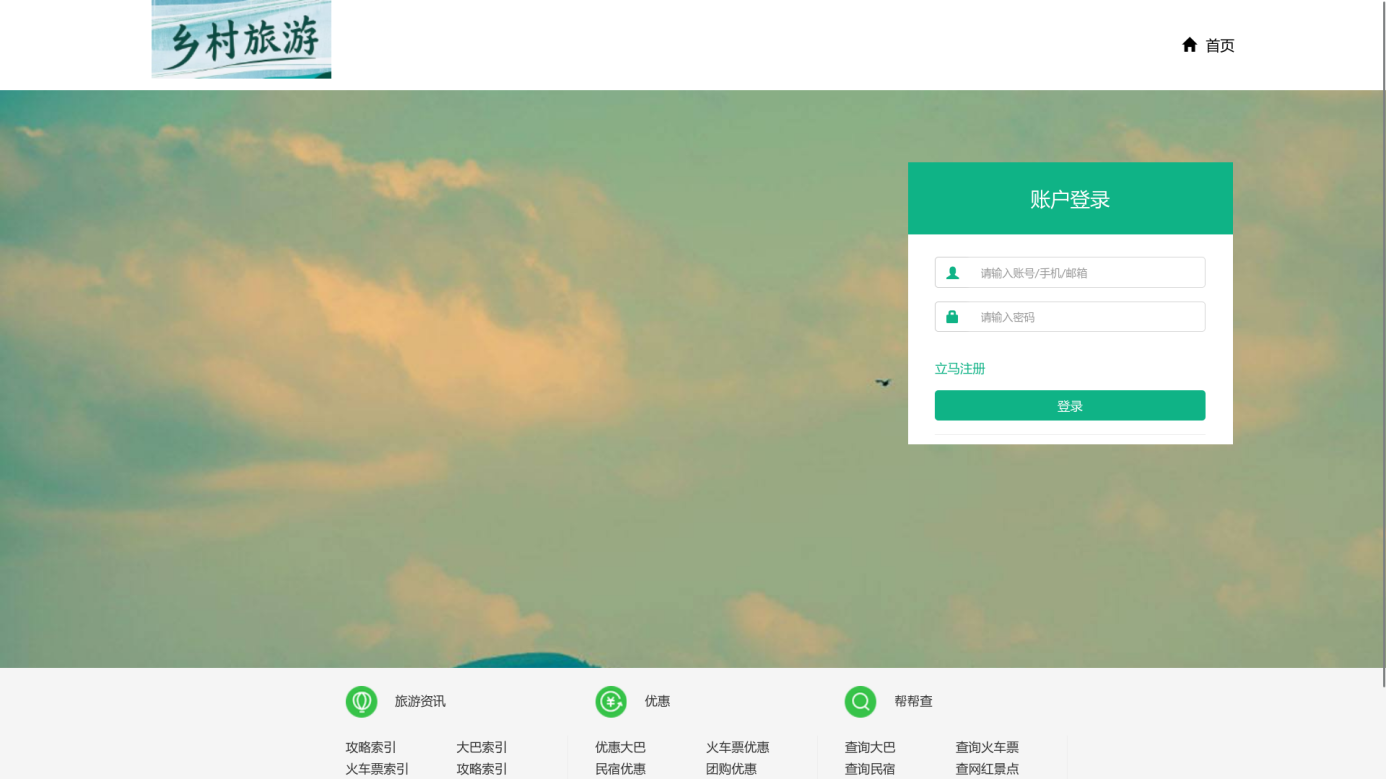 乡村旅游
首页
账户登录
请输入账号/手机/邮箱
请输入密码
立马注册
登录
旅游资讯
优惠
帮帮查
攻略索引 大巴索引 优惠大巴 火车票优惠 查询大巴 查询火车票
火车票索引 攻略索引 民宿优惠 团购优惠 查询民宿 查网红景点